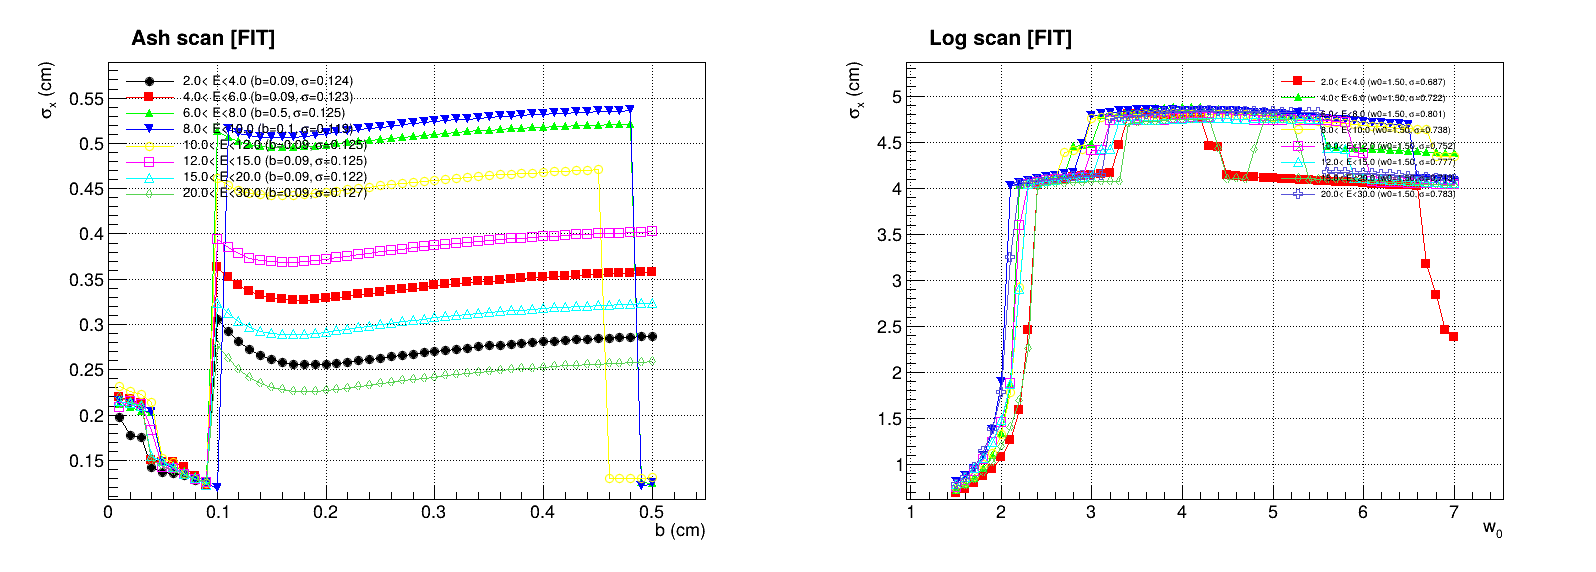 Ash scan [FIT]
σx (cm)
2.0< E<4.0 (b=0.09, σ=0.124)
4.0< E<6.0 (b=0.09, σ=0.123)
6.0< E<8.0 (b=0.5, σ=0.125)
8.0< E<10.0 (b=0.1, σ=0.119)
10.0< E<12.0 (b=0.09, σ=0.125)
12.0< E<15.0 (b=0.09, σ=0.125)
15.0< E<20.0 (b=0.09, σ=0.122)
20.0< E<30.0 (b=0.09, σ=0.127)
0.55
0.5
0.45
0.4
0.35
0.3
0.25
0.2
0.15
0 0.1 0.2 0.3 0.4 0.5
b (cm)
Log scan [FIT]
σx (cm)
2.0< E<4.0 (w0=1.50, σ=0.687)
4.0< E<6.0 (w0=1.50, σ=0.722)
E<8.0 (w0=1.50, σ=0.801)
8.0< E<10.0 (w0=1.50, σ=0.738)
E<12.0 (w0=1.50, σ=0.752)
12.0< E<15.0 (w0=1.50, σ=0.777)
20.0< E<30.0 (w0=1.50, σ=0.783)
5
4.5
4
3.5
3
2.5
2
1.5
1
1 2 3 4 5 6 7
w0